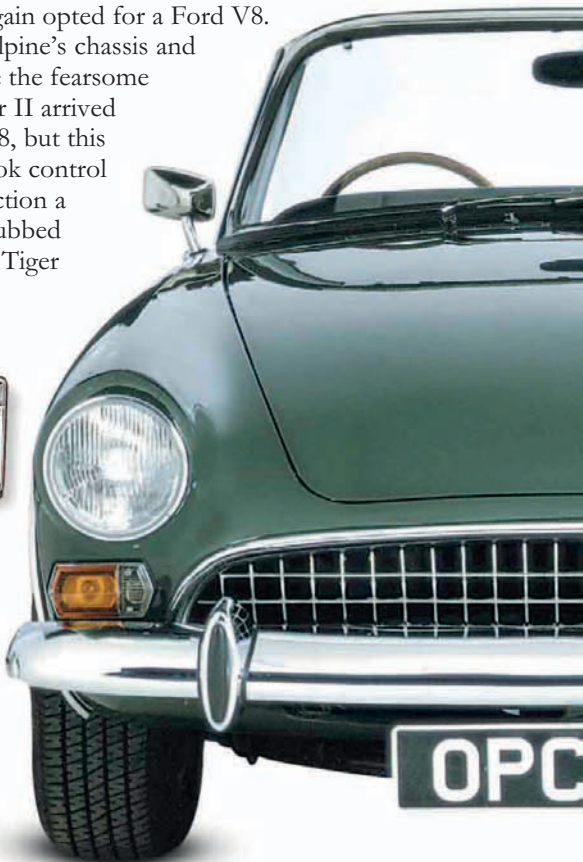 gain opted for a Ford V8.
lpine's chassis and
the fearsome
r II arrived
8, but this
ok control
ction a
ubbed
Tiger
OPC